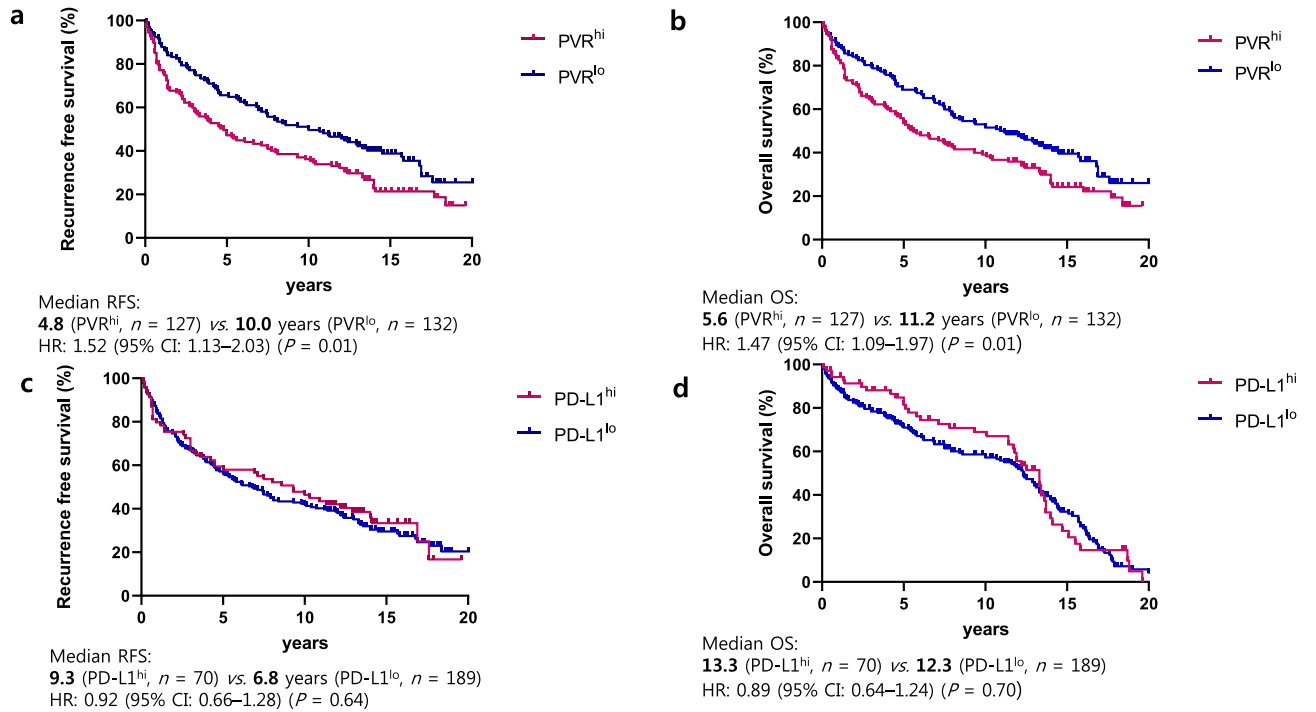 a
Recurrence free survival (%)
100
80
60
40
20
0
0 5 10 15 20
years
PVRhi
PVRlo
Median RFS:
4.8 (PVRhi, n = 127) vs. 10.0 years (PVRlo, n = 132)
HR: 1.52 (95% CI: 1.13–2.03) (P = 0.01)
b
Overall survival (%)
100
80
60
40
20
0
0 5 10 15 20
years
PVRhi
PVRlo
Median OS:
5.6 (PVRhi, n = 127) vs. 11.2 years (PVRlo, n = 132)
HR: 1.47 (95% CI: 1.09–1.97) (P = 0.01)
c
Recurrence free survival (%)
100
80
60
40
20
0
0 5 10 15 20
years
PD-L1hi
PD-L1lo
Median RFS:
9.3 (PD-L1hi, n = 70) vs. 6.8 years (PD-L1lo, n = 189)
HR: 0.92 (95% CI: 0.66–1.28) (P = 0.64)
d
Overall survival (%)
100
80
60
40
20
0
0 5 10 15 20
years
PD-L1hi
PD-L1lo
Median OS:
13.3 (PD-L1hi, n = 70) vs. 12.3 (PD-L1lo, n = 189)
HR: 0.89 (95% CI: 0.64–1.24) (P = 0.70)